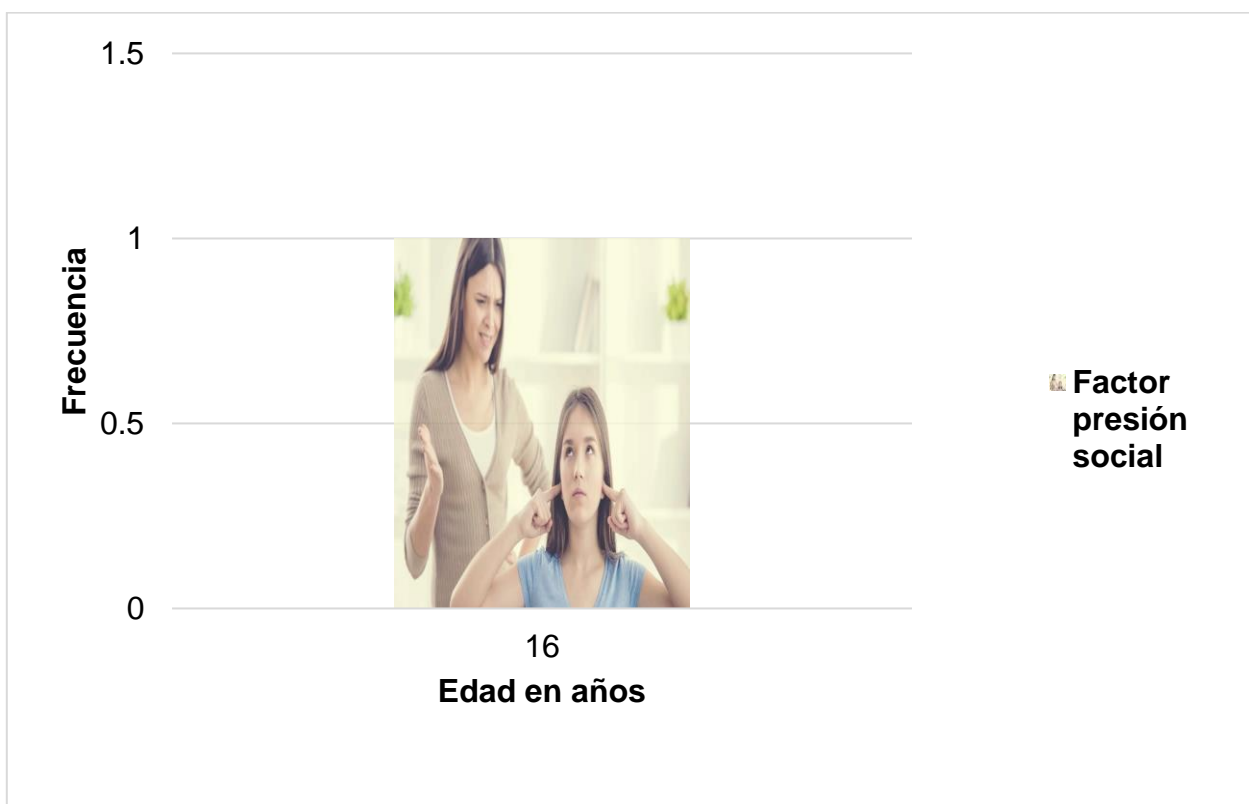 1.5
1
0.5
0
Frecuencia
16
Edad en años
Factor
presión
social